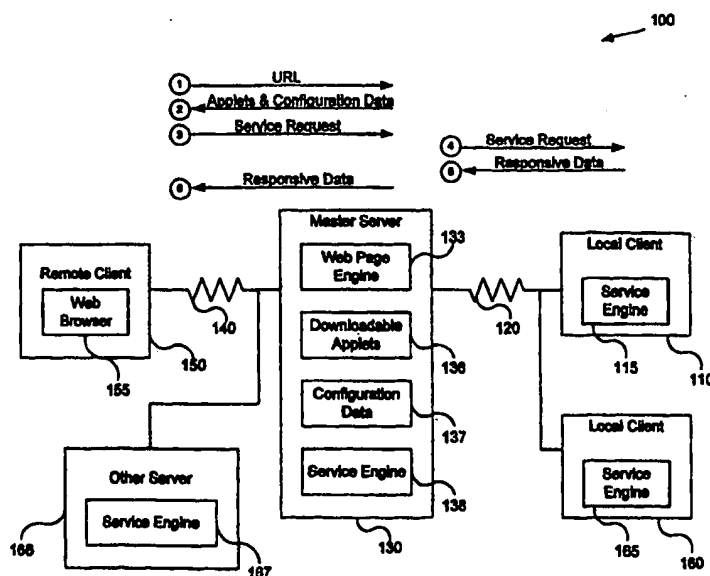 100
1 URL
2 Applets & Configuration Data
3 Service Request
4 Service Request
5 Responsive Data
6 Responsive Data
Master Server
Web Page
Engine
133
Remote Client
Web
Browser
140
150
155
Downloadable
Applets
136
Configuration
Data
137
Service Engine
138
130
120
Local Client
Service
Engine
115
110
Local Client
Service
Engine
165
160
Other Server
Service Engine
166
167